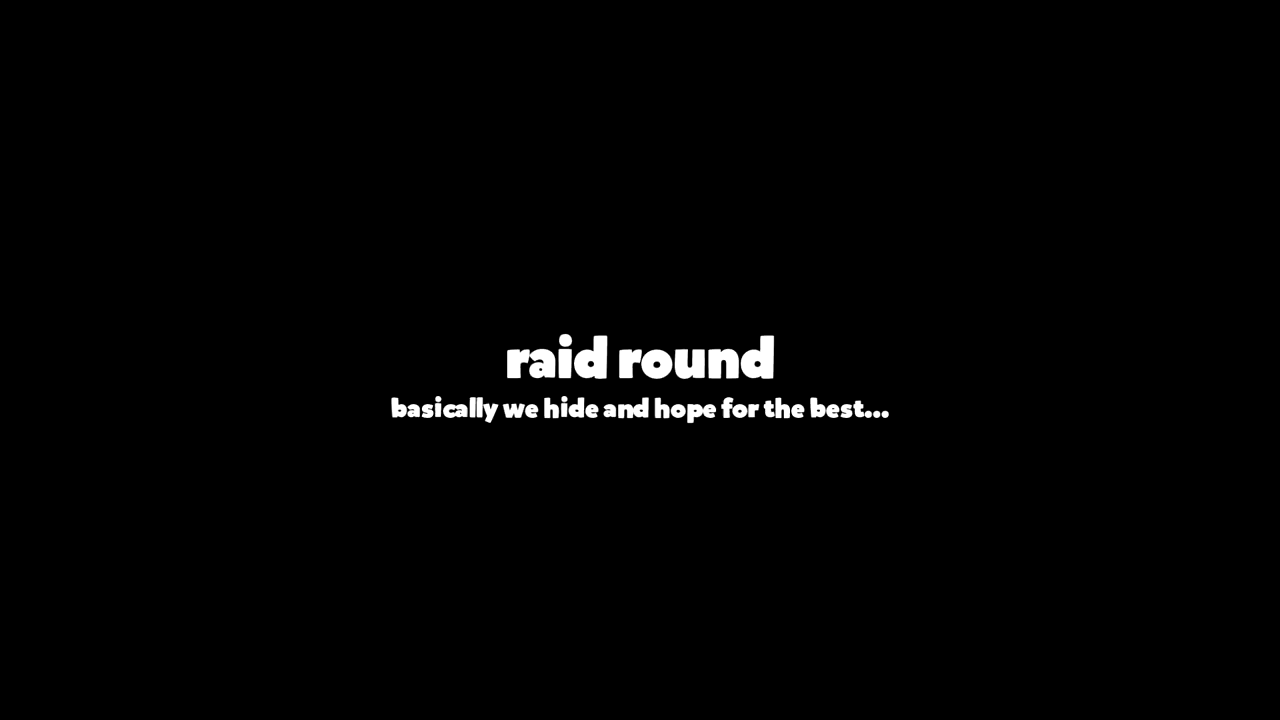 raid round
basically we hide and hope for the best...